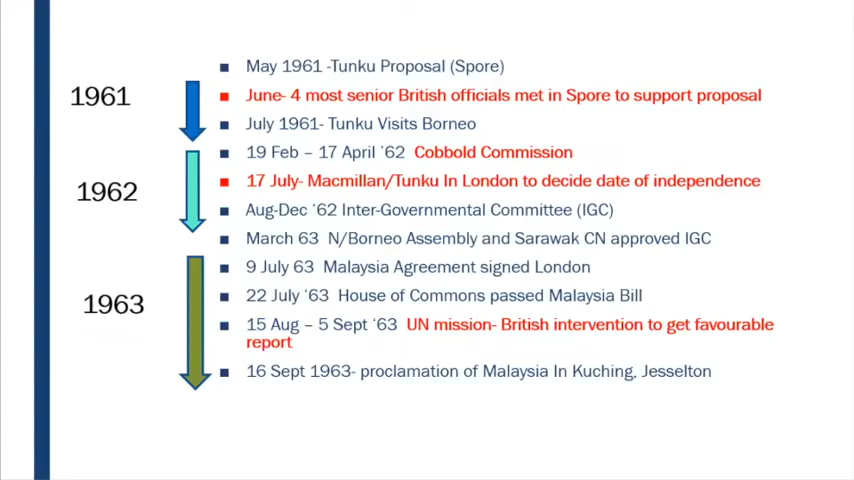 1961
May 1961 -Tunku Proposal (Spore)
June- 4 most senior British officials met in Spore to support proposal
July 1961- Tunku Visits Borneo
1962
19 Feb – 17 April ‘62 Cobbold Commission
17 July- Macmillan/Tunku In London to decide date of independence
Aug-Dec ‘62 Inter-Governmental Committee (IGC)
March 63 N/Borneo Assembly and Sarawak CN approved IGC
1963
9 July 63 Malaysia Agreement signed London
22 July ‘63 House of Commons passed Malaysia Bill
15 Aug – 5 Sept ‘63 UN mission- British intervention to get favourable
report
16 Sept 1963- proclamation of Malaysia In Kuching, Jesselton